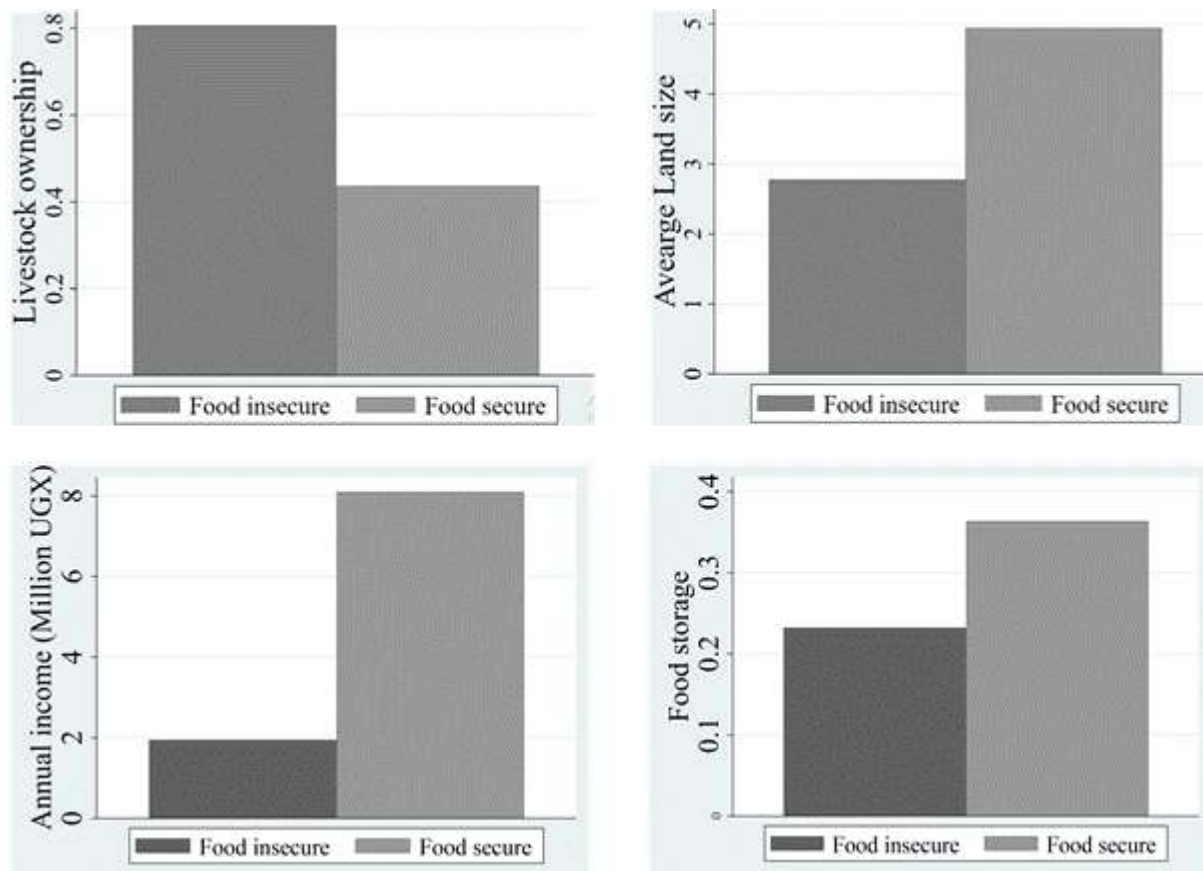 Livestock ownership
0.8
0.6
0.4
0.2
0
Food insecure Food secure
Avearge Land size
5
4
3
2
1
0
Food insecure Food secure
Annual income (Million UGX)
8
6
4
2
0
Food insecure Food secure
Food storage
0.4
0.3
0.2
0.1
0
Food insecure Food secure